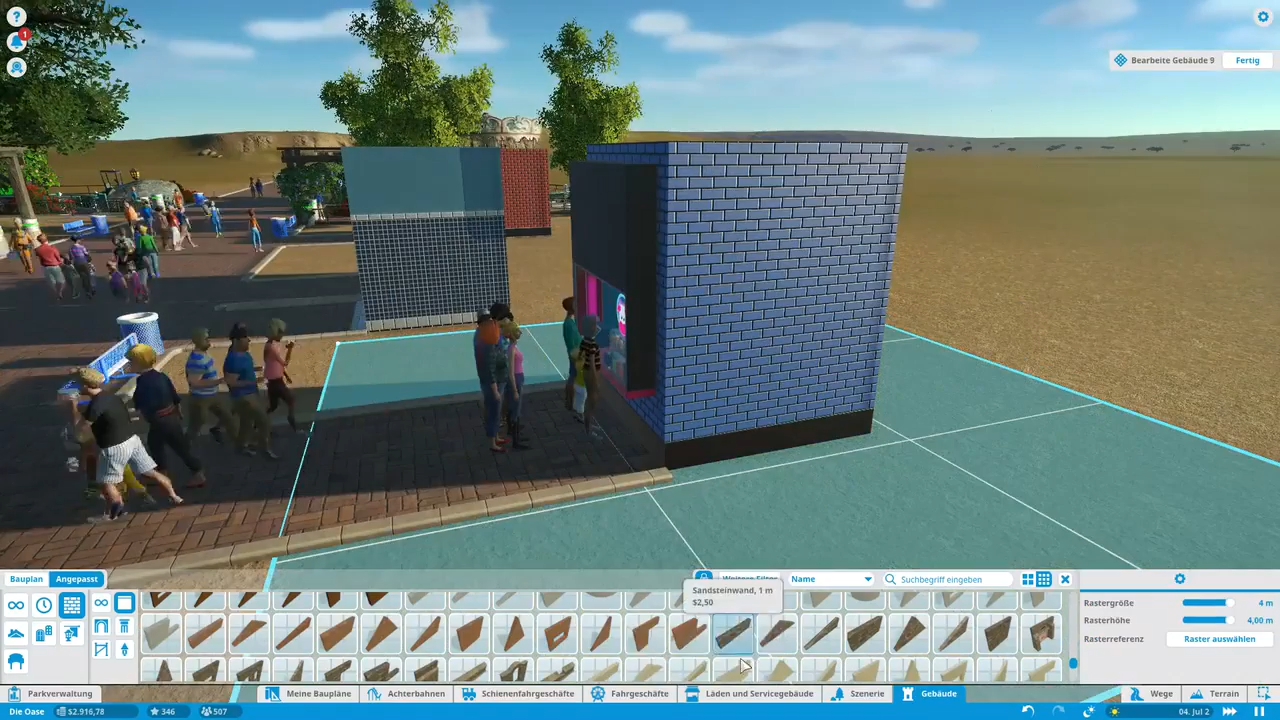 ?
1
Bearbeite Gebäude 9
Fertig
Bauplan
Angepasst
Name
Suchbegriff eingeben
Sandsteinwand, 1 m
$2,50
Rastergröße
4 m
Rasterhöhe
4,00 m
Rasterreferenz
Raster auswählen
Parkverwaltung
Meine Baupläne
Achterbahnen
Schienenfahrgeschäfte
Fahrgeschäfte
Läden und Servicegebäude
Szenerie
Gebäude
Wege
Terrain
Die Oase
$2.916,78
346
507
04. Jul 2